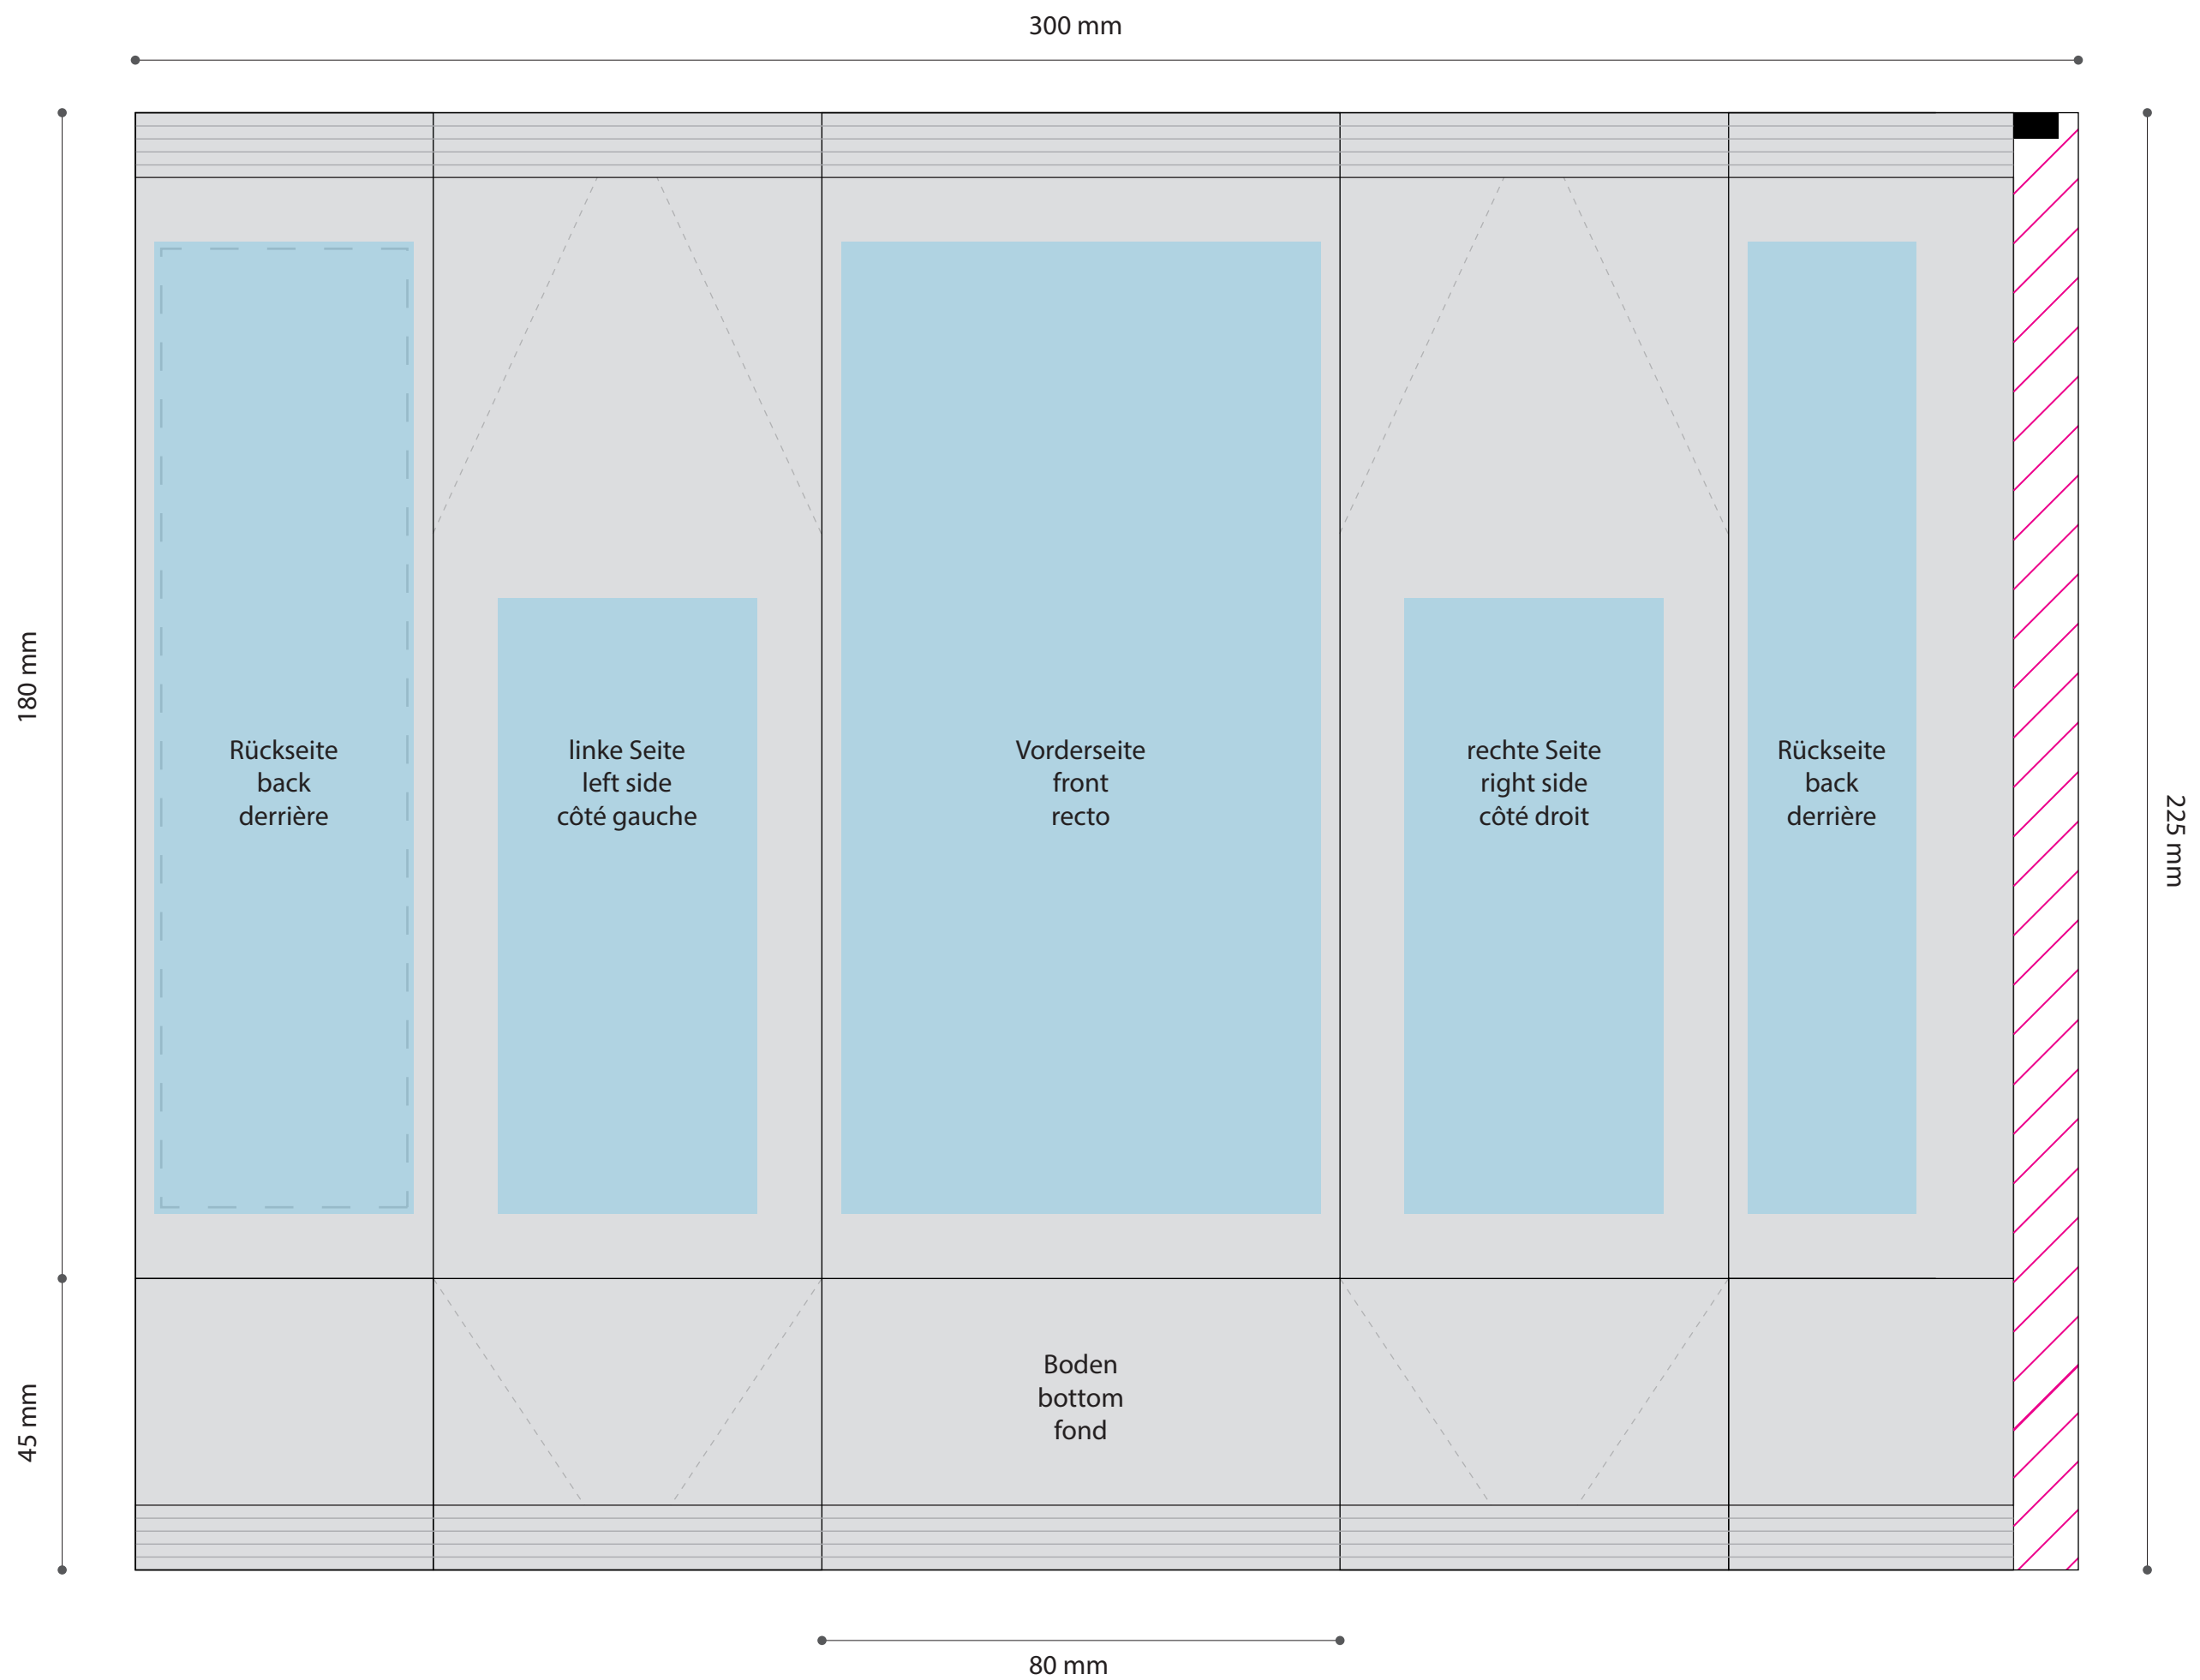 300 mm
180 mm
Rückseite
back
derrière
linke Seite
left side
côté gauche
Vorderseite
front
recto
rechte Seite
right side
côté droit
Rückseite
back
derrière
225 mm
45 mm
Boden
bottom
fond
80 mm